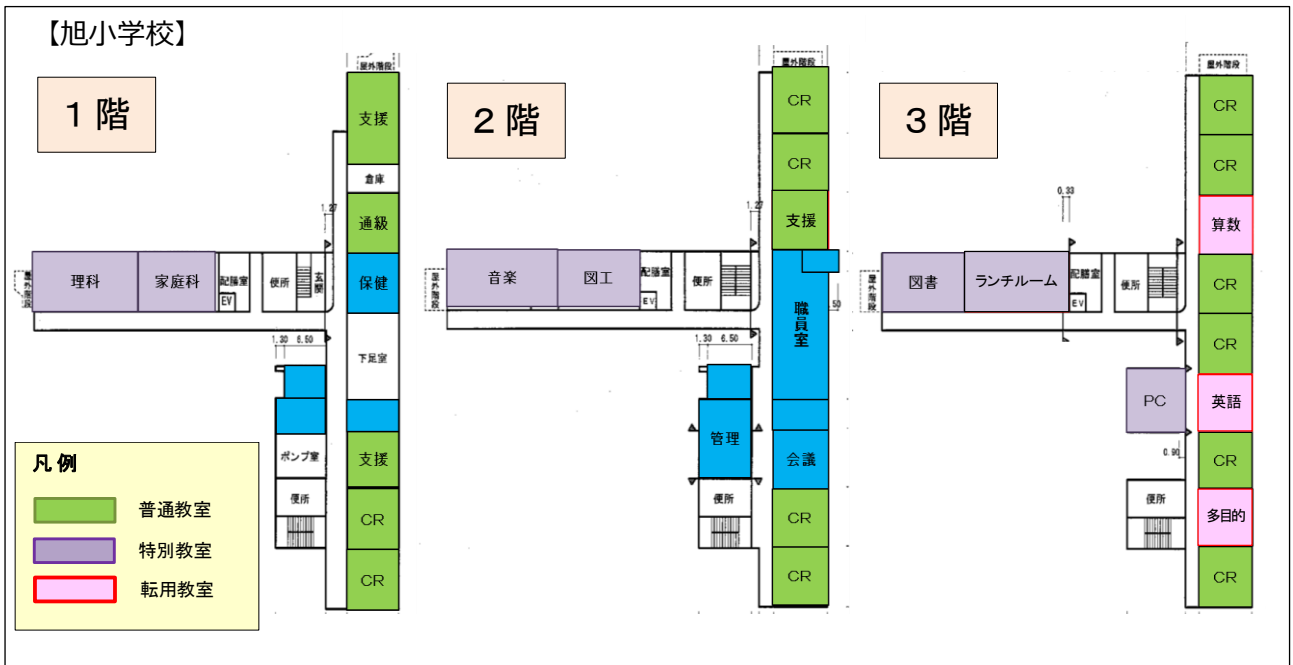 【旭小学校】
1階
屋外階段
支援
倉庫
通級
1.27
理科
家庭科
配膳室
EV
便所
玄関
保健
屋外階段
下足室
1.30 6.50
ポンプ室
支援
便所
CR
CR
凡例
普通教室
特別教室
転用教室
2階
屋外階段
CR
CR
支援
1.27
音楽
図工
配膳室
EV
便所
屋外階段
職員室
50
1.30 6.50
管理
会議
便所
CR
CR
3階
屋外階段
CR
CR
0.33
算数
図書
ランチルーム
配膳室
EV
便所
屋外階段
CR
CR
PC
英語
0.90
CR
便所
多目的
CR